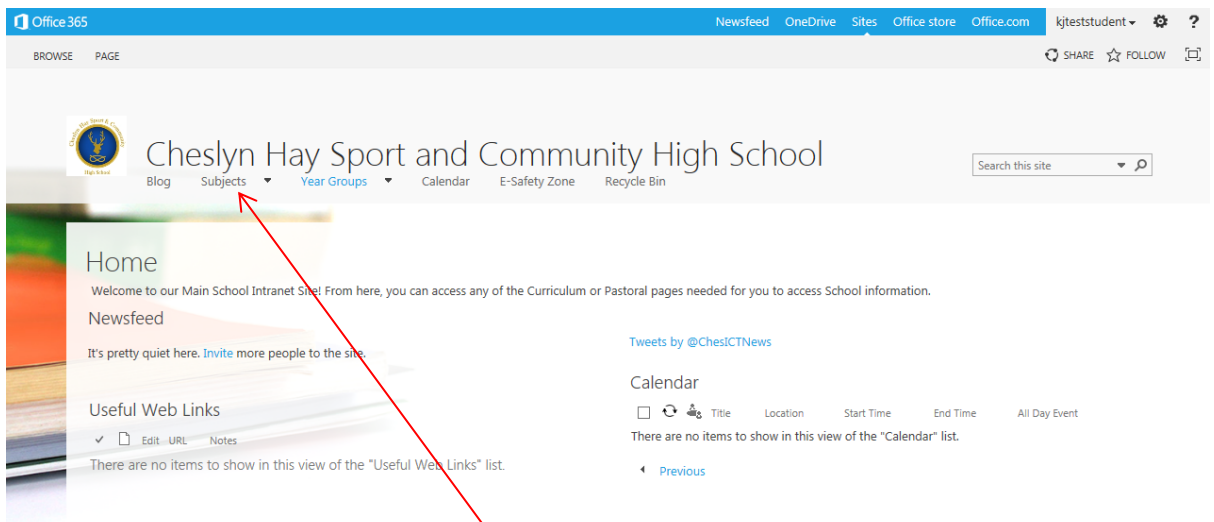 Office 365
Newsfeed OneDrive Sites Office store Office.com kjteststudent ?
BROWSE PAGE
SHARE FOLLOW
Cheslyn Hay Sport & Community
High School
Cheslyn Hay Sport and Community High School
Search this site
Blog Subjects Year Groups Calendar E-Safety Zone Recycle Bin
Home
Welcome to our Main School Intranet Site! From here, you can access any of the Curriculum or Pastoral pages needed for you to access School information.
Newsfeed
It's pretty quiet here. Invite more people to the site.
Useful Web Links
Edit URL Notes
There are no items to show in this view of the "Useful Web Links" list.
Tweets by @ChesICTNews
Calendar
Title Location Start Time End Time All Day Event
There are no items to show in this view of the "Calendar" list.
Previous